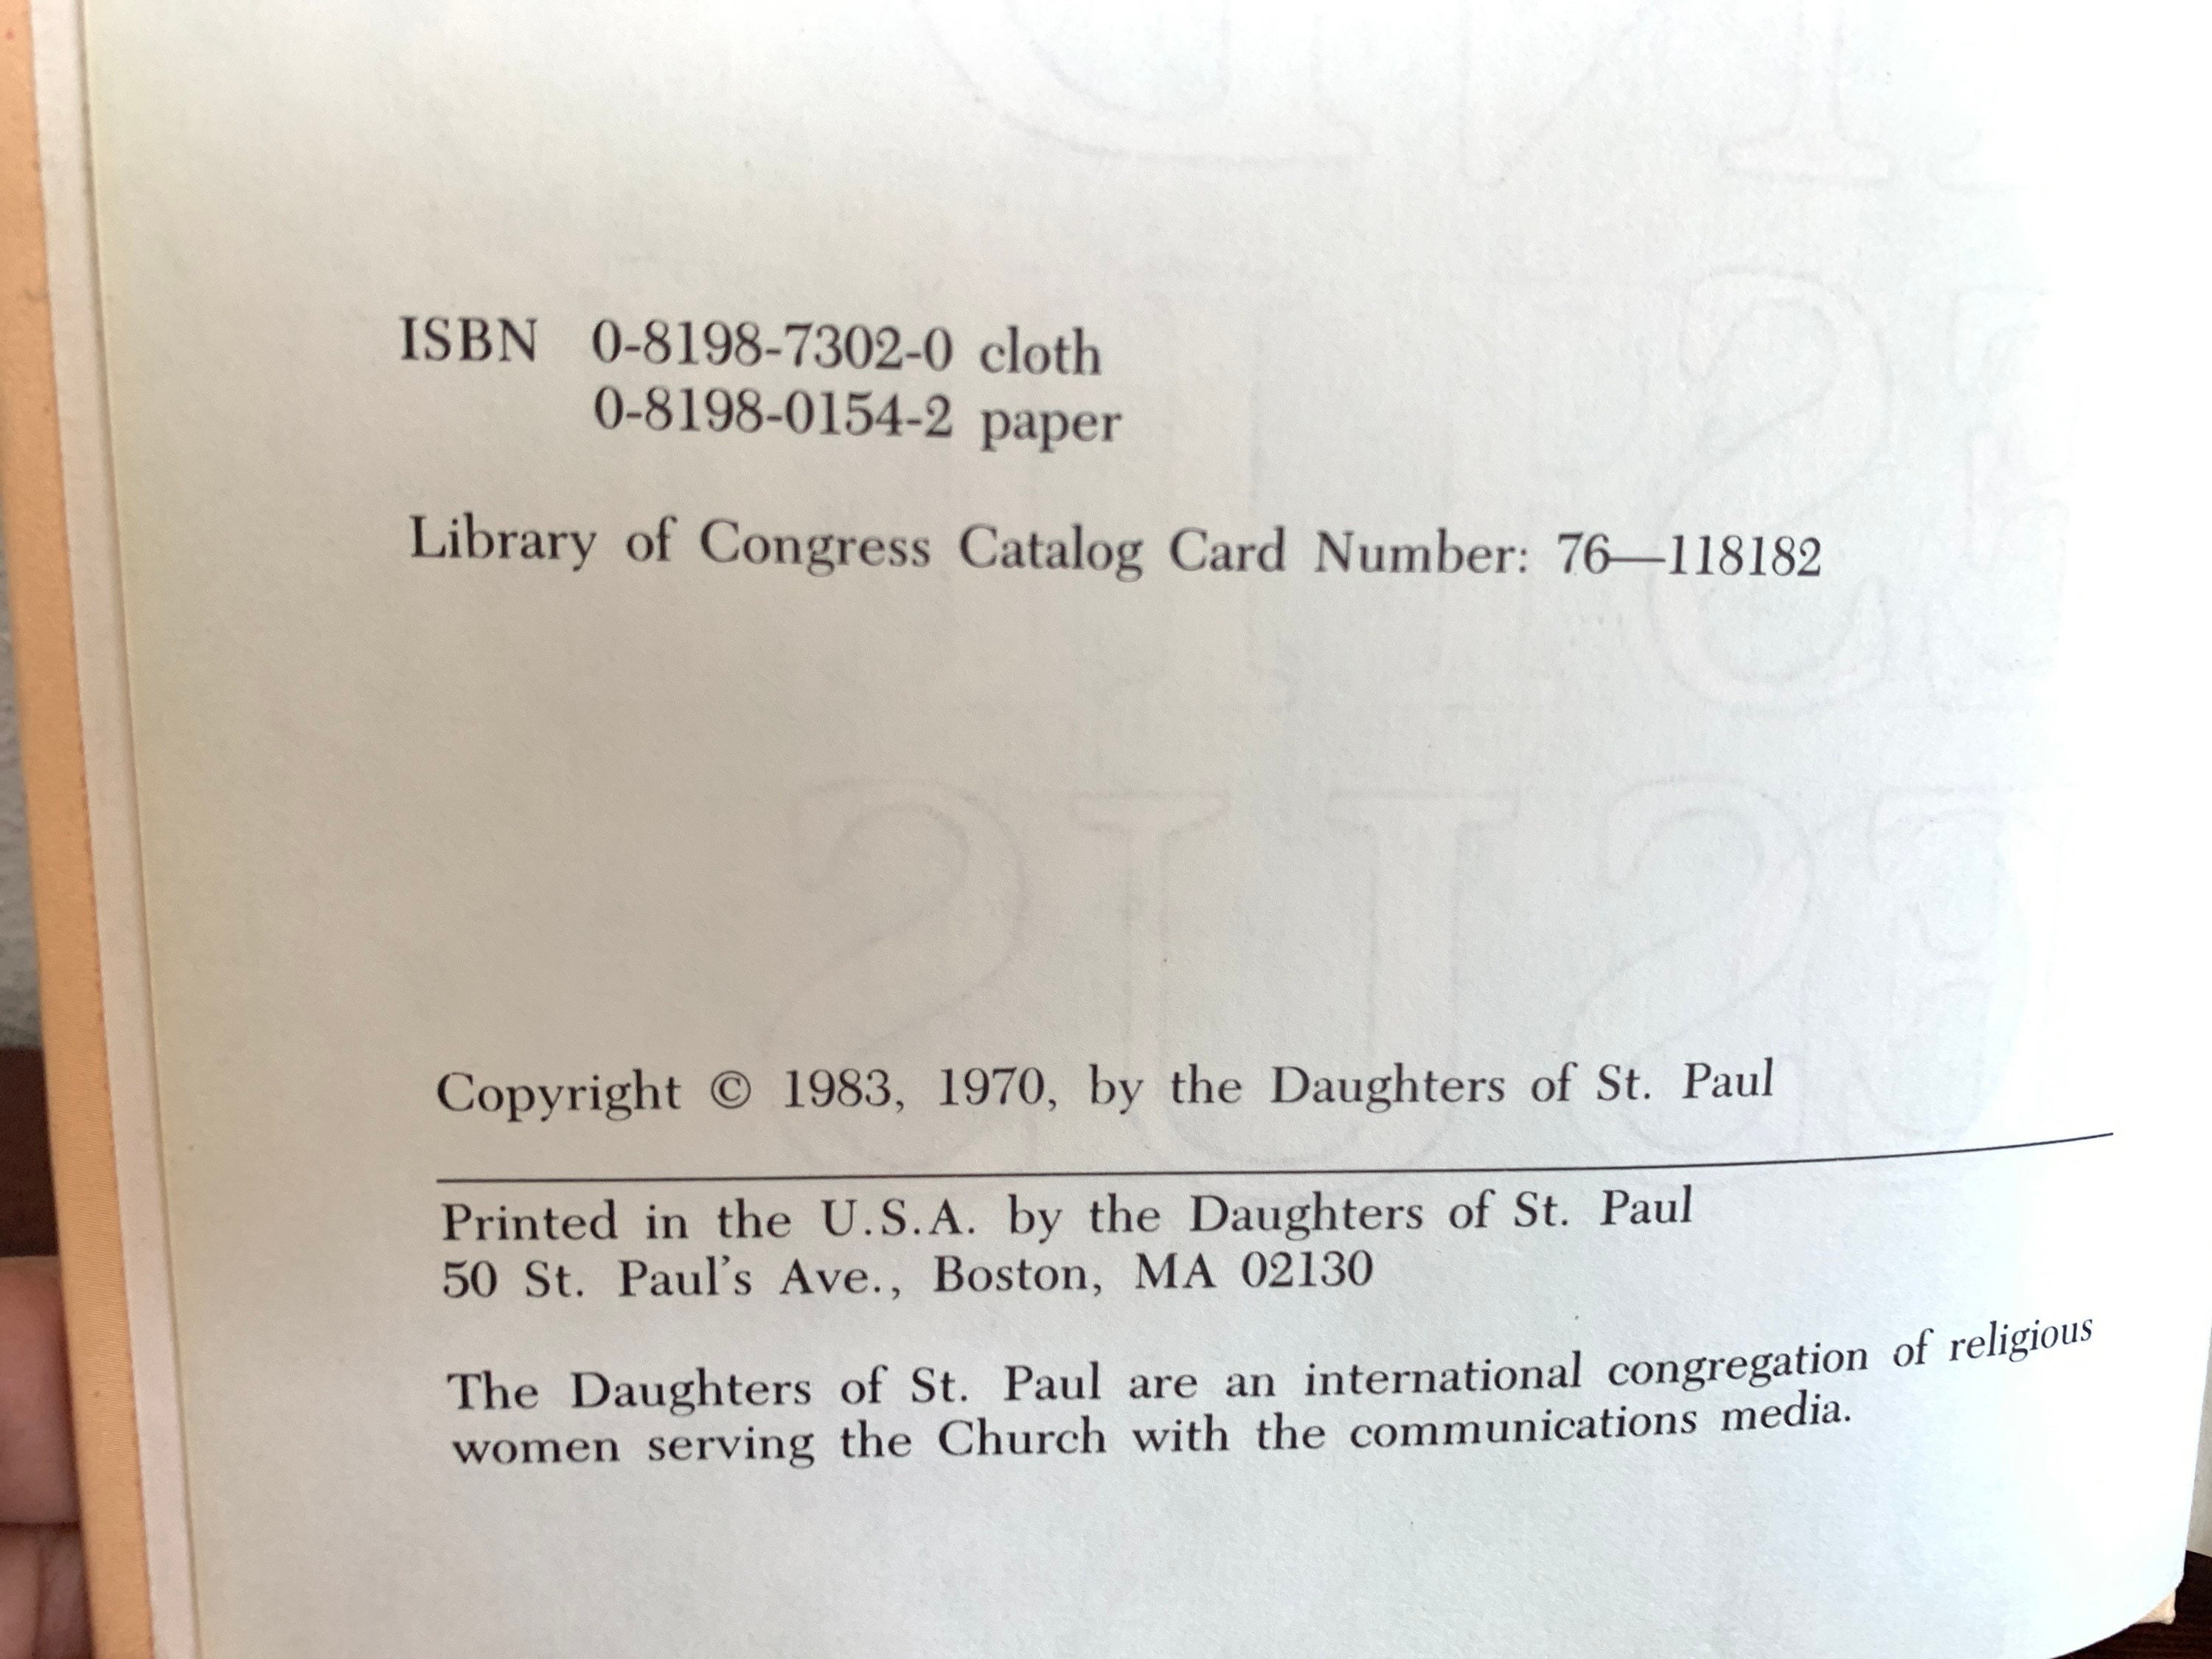 ISBN 0-8198-7302-0 cloth
0-8198-0154-2 paper
Library of Congress Catalog Card Number: 76—118182
Copyright © 1983, 1970, by the Daughters of St. Paul
Printed in the U.S.A. by the Daughters of St. Paul
50 St. Paul's Ave., Boston, MA 02130
The Daughters of St. Paul are an international congregation of religious
women serving the Church with the communications media.